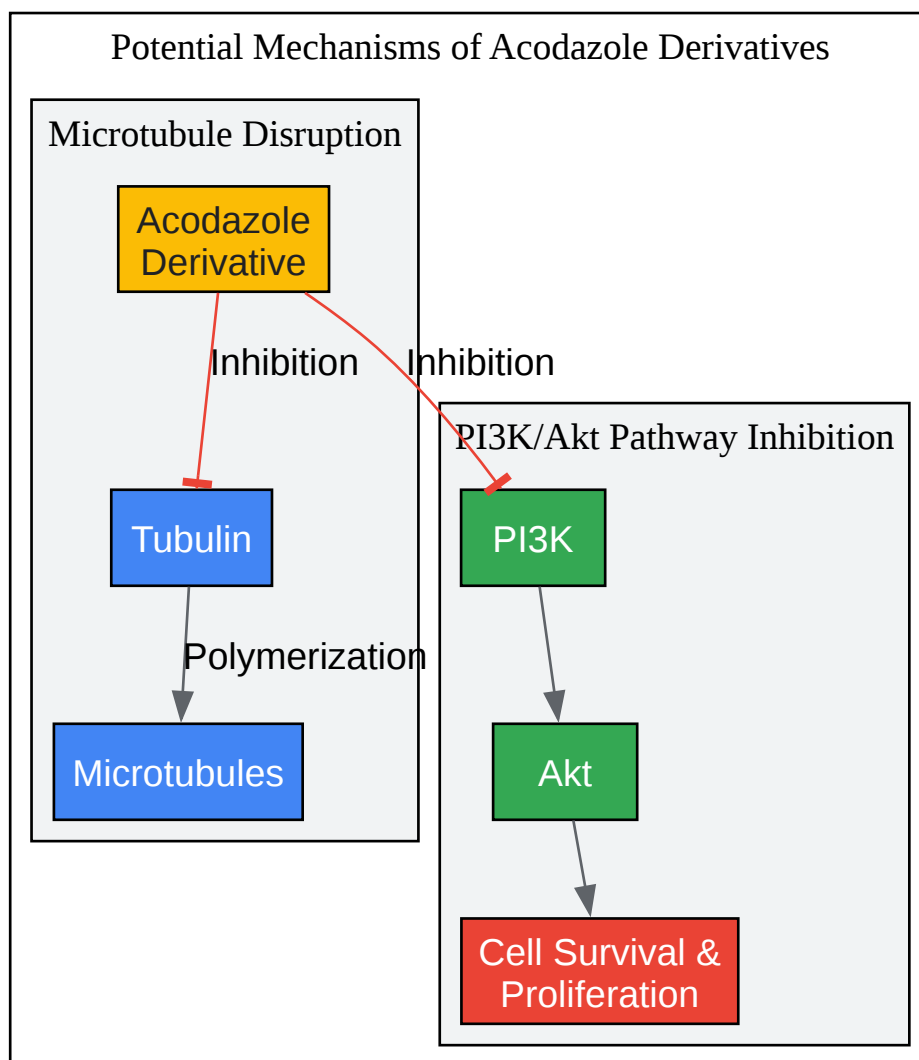 Potential Mechanisms of Acodazole Derivatives
Microtubule Disruption
Acodazole
Derivative
Inhibition
Inhibition
PI3K/Akt Pathway Inhibition
Tubulin
PI3K
Polymerization
Microtubules
Akt
Cell Survival &
Proliferation